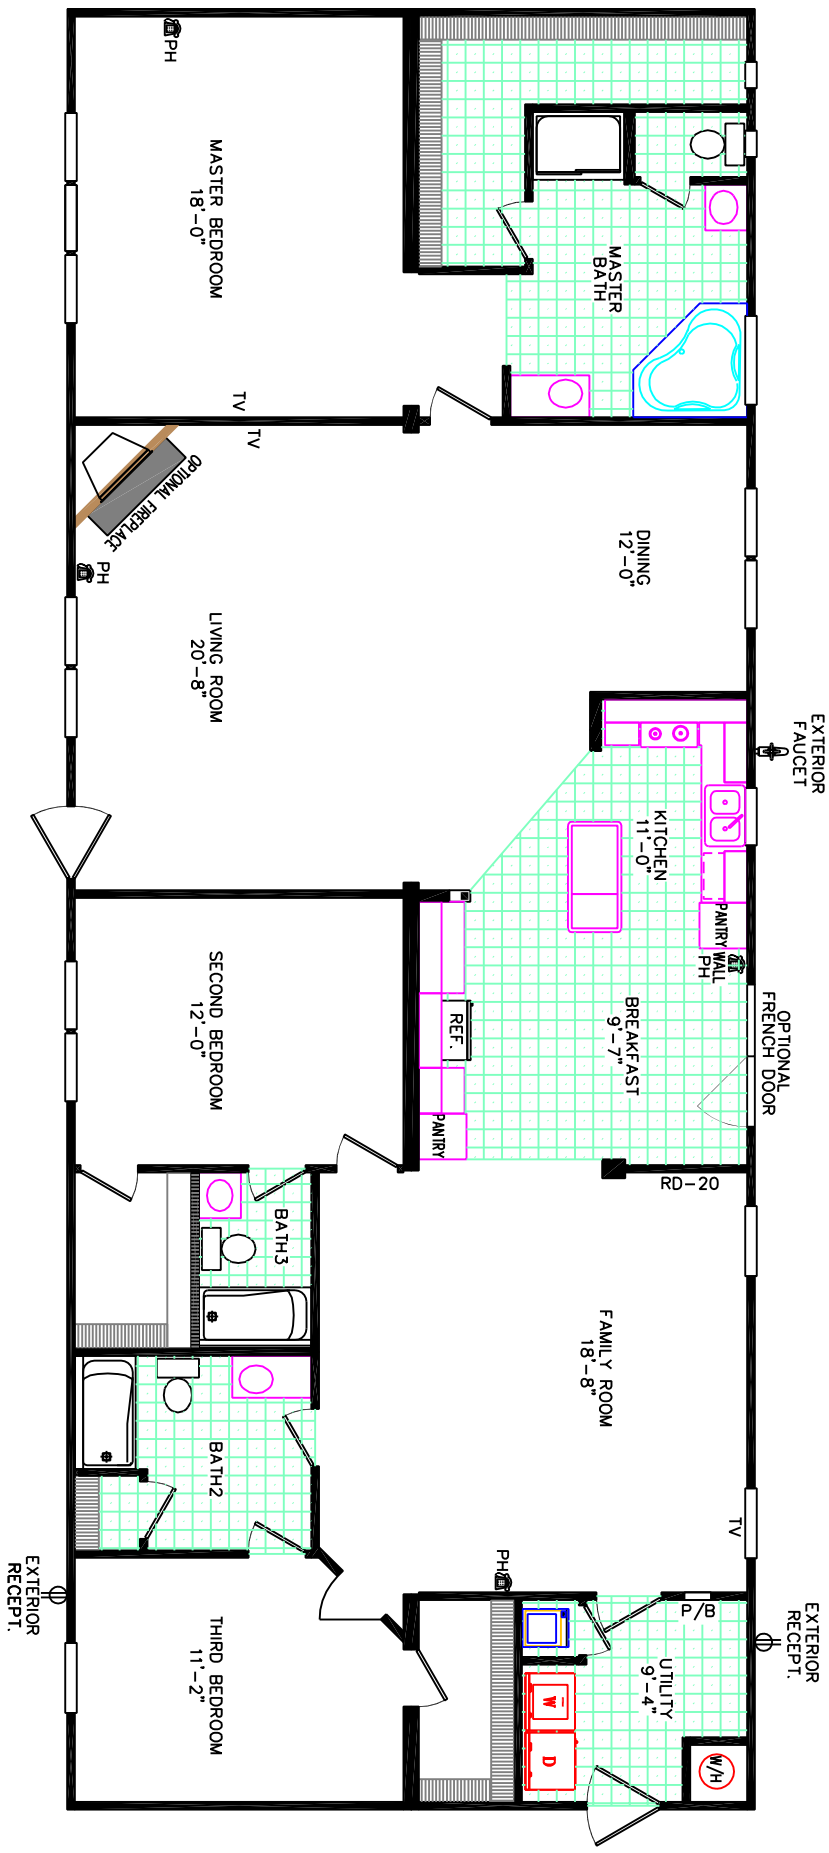 PH
MASTER BEDROOM
18'-0"
MASTER
BATH
TV
TV
OPTIONAL FIREPLACE
PH
DINING
12'-0"
LIVING ROOM
20'-8"
EXTERIOR
FAUCET
KITCHEN
11'-0"
PANTRY WALL
PH
SECOND BEDROOM
12'-0"
REF.
BREAKFAST
9'-7"
OPTIONAL
FRENCH DOOR
PANTRY
RD-20
BATH3
FAMILY ROOM
18'-8"
BATH2
TV
PH
EXTERIOR
RECEPT.
P/B
EXTERIOR
RECEPT.
THIRD BEDROOM
11'-2"
UTILITY
9'-4"
W
D
W/H